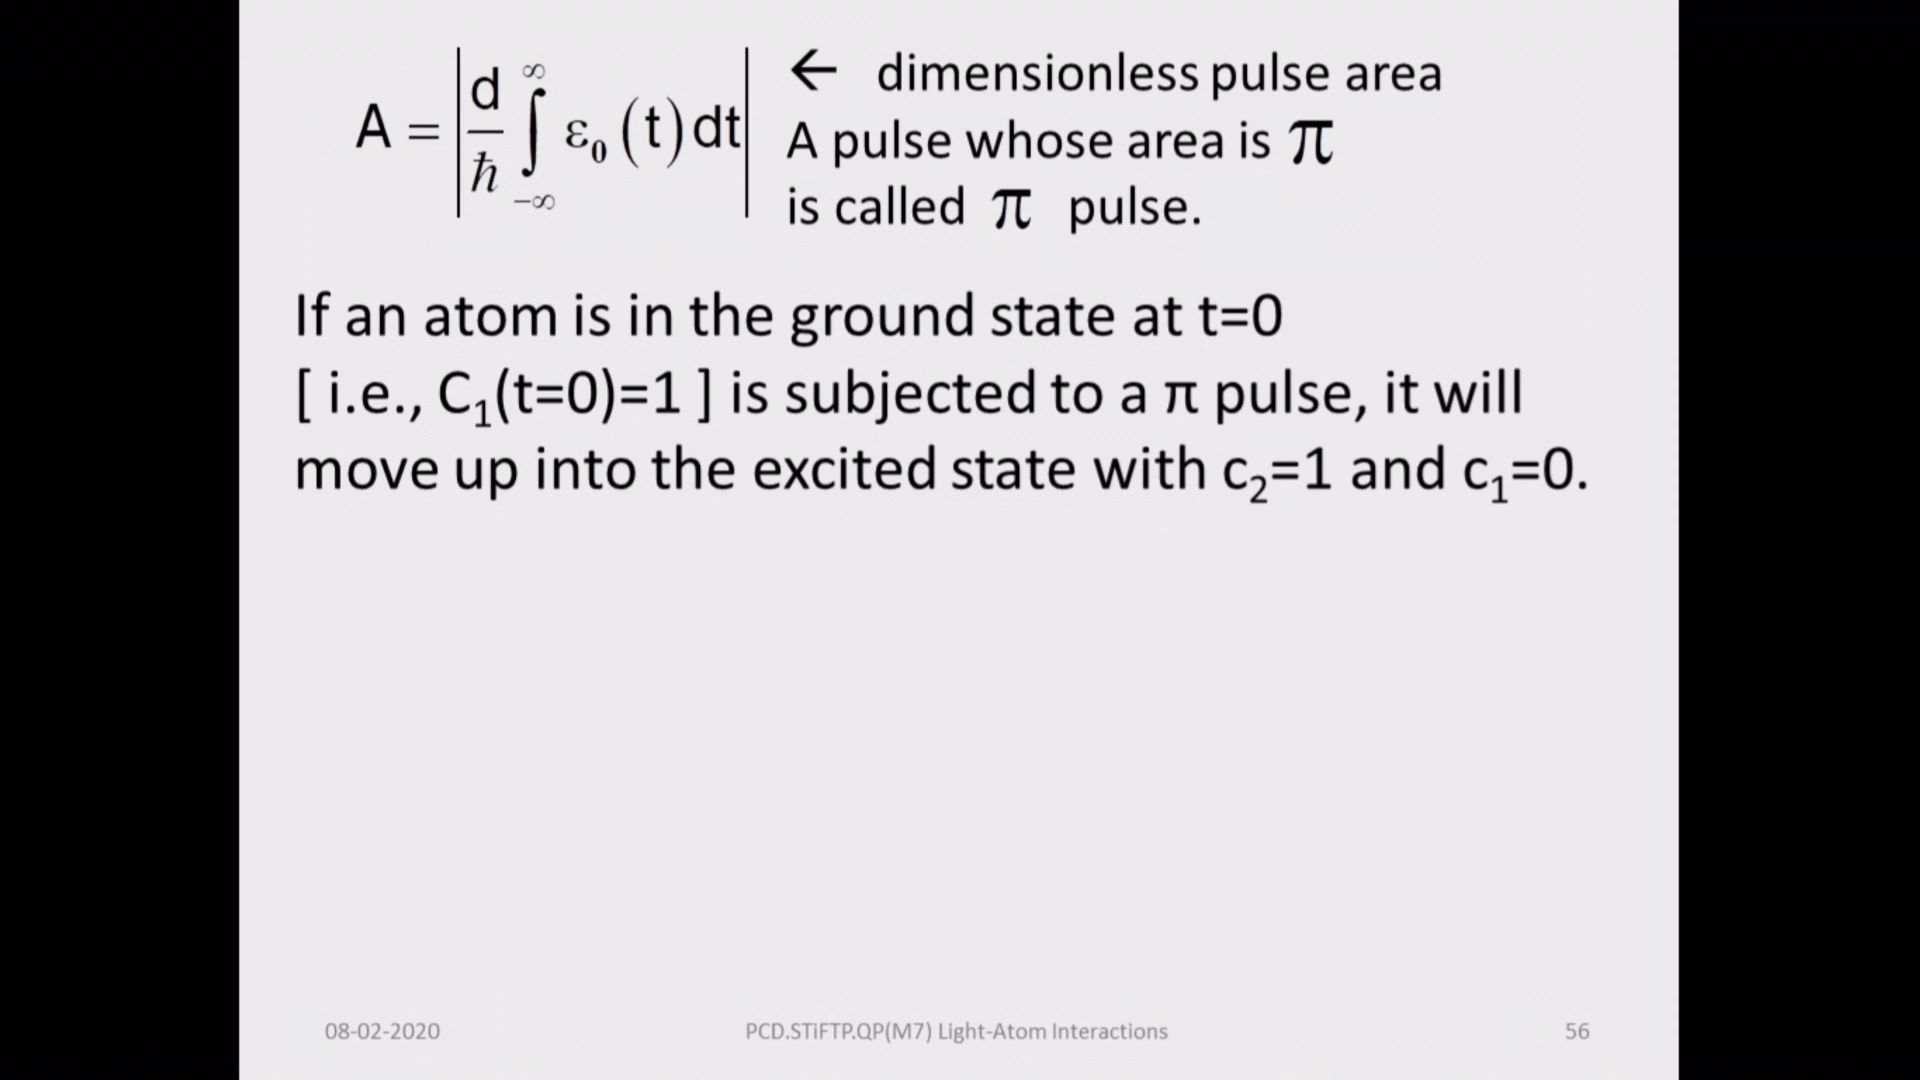 A = | d/ħ ∫_{-∞}^{∞} ε₀(t)dt | ← dimensionless pulse area
A pulse whose area is π
is called π pulse.
If an atom is in the ground state at t=0
[ i.e., C₁(t=0)=1 ] is subjected to a π pulse, it will
move up into the excited state with c₂=1 and c₁=0.
08-02-2020 PCD.STiFTP.QP(M7) Light-Atom Interactions 56